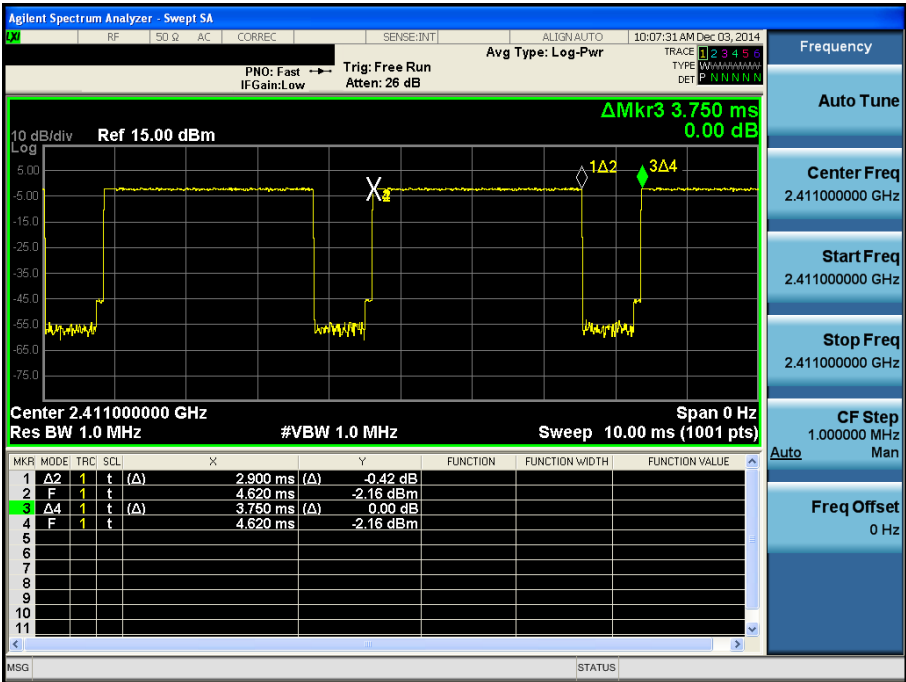 Agilent Spectrum Analyzer - Swept SA
LXI RF 50 Ω AC CORREC SENSE:INT ALIGN AUTO 10:07:31 AM Dec 03, 2014
PNO: Fast
IFGain:Low
Trig: Free Run
Atten: 26 dB
Avg Type: Log-Pwr
TRACE 1 2 3 4 5 6
TYPE W
DET P N N N N N
ΔMkr3 3.750 ms
0.00 dB
10 dB/div
Log
Ref 15.00 dBm
5.00
-5.00
-15.0
-25.0
-35.0
-45.0
-55.0
-65.0
-75.0
1Δ2
3Δ4
Center 2.411000000 GHz
Span 0 Hz
Res BW 1.0 MHz
#VBW 1.0 MHz
Sweep 10.00 ms (1001 pts)
MKR MODE TRC SCL X Y FUNCTION FUNCTION WIDTH FUNCTION VALUE
1 Δ2 1 t (Δ) 2.900 ms (Δ) -0.42 dB
2 F 1 t 4.620 ms -2.16 dBm
3 Δ4 1 t (Δ) 3.750 ms (Δ) 0.00 dB
4 F 1 t 4.620 ms -2.16 dBm
5
6
7
8
9
10
11
MSG
STATUS
Frequency
Auto Tune
Center Freq
2.411000000 GHz
Start Freq
2.411000000 GHz
Stop Freq
2.411000000 GHz
CF Step
1.000000 MHz
Auto Man
Freq Offset
0 Hz